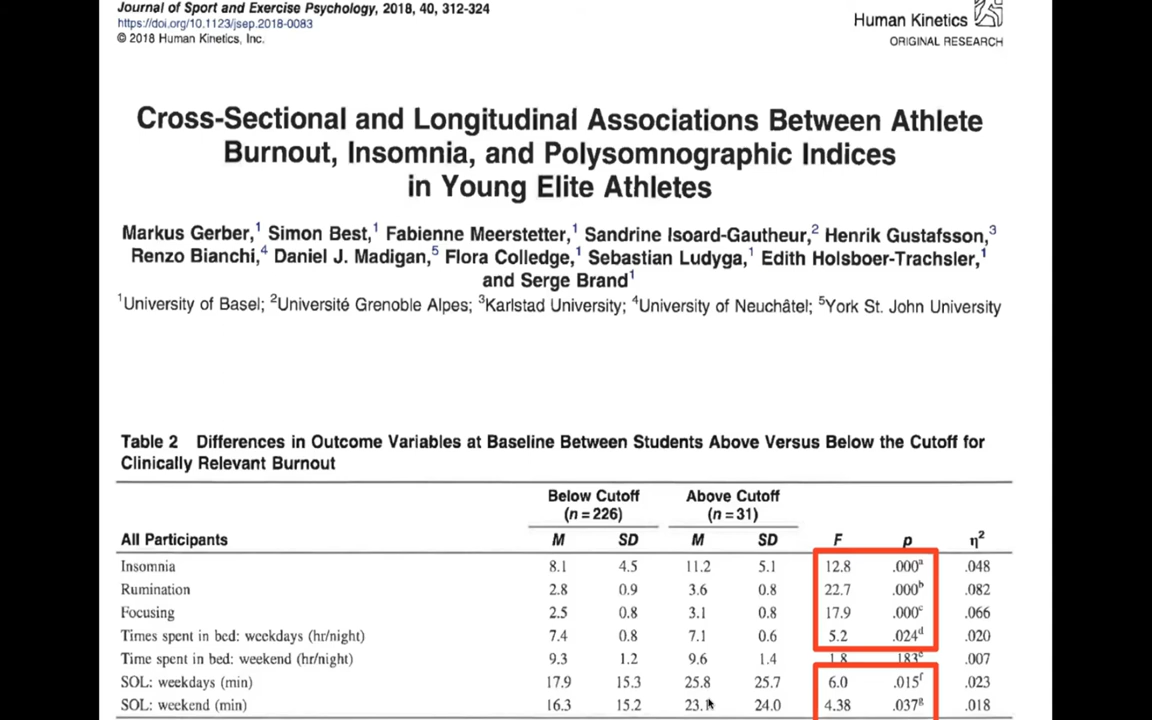 Journal of Sport and Exercise Psychology, 2018, 40, 312-324
https://doi.org/10.1123/jsep.2018-0083
© 2018 Human Kinetics, Inc.
Human Kinetics
ORIGINAL RESEARCH
Cross-Sectional and Longitudinal Associations Between Athlete
Burnout, Insomnia, and Polysomnographic Indices
in Young Elite Athletes
Markus Gerber,¹ Simon Best,¹ Fabienne Meerstetter,¹ Sandrine Isoard-Gautheur,² Henrik Gustafsson,³
Renzo Bianchi,⁴ Daniel J. Madigan,⁵ Flora Colledge,¹ Sebastian Ludyga,¹ Edith Holsboer-Trachsler,¹
and Serge Brand¹
¹University of Basel; ²Université Grenoble Alpes; ³Karlstad University; ⁴University of Neuchâtel; ⁵York St. John University
Table 2 Differences in Outcome Variables at Baseline Between Students Above Versus Below the Cutoff for
Clinically Relevant Burnout
Below Cutoff Above Cutoff
(n = 226) (n = 31)
All Participants M SD M SD F p η²
Insomnia 8.1 4.5 11.2 5.1 12.8 .000ᵃ .048
Rumination 2.8 0.9 3.6 0.8 22.7 .000ᵇ .082
Focusing 2.5 0.8 3.1 0.8 17.9 .000ᶜ .066
Times spent in bed: weekdays (hr/night) 7.4 0.8 7.1 0.6 5.2 .024ᵈ .020
Time spent in bed: weekend (hr/night) 9.3 1.2 9.6 1.4 1.8 .183ᵉ .007
SOL: weekdays (min) 17.9 15.3 25.8 25.7 6.0 .015ᶠ .023
SOL: weekend (min) 16.3 15.2 24.0 4.38 .037ᵍ .018